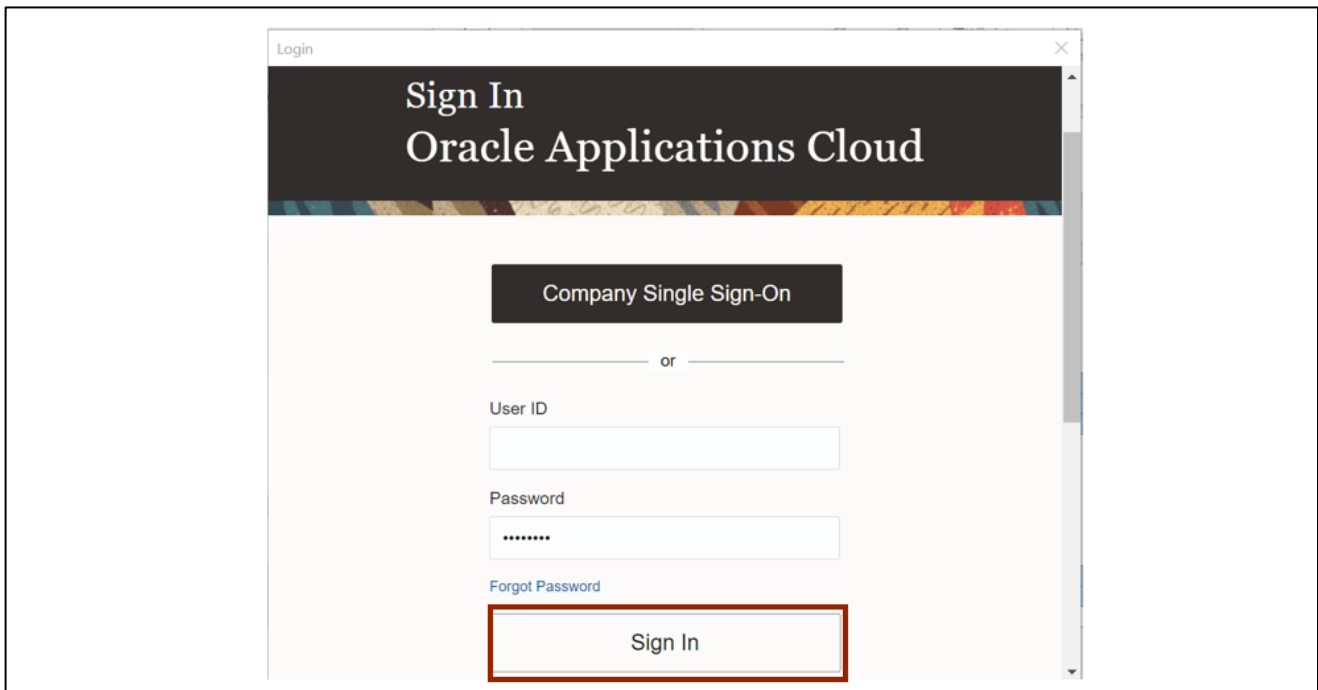 Login
Sign In
Oracle Applications Cloud
Company Single Sign-On
or
User ID
Password
••••••••
Forgot Password
Sign In